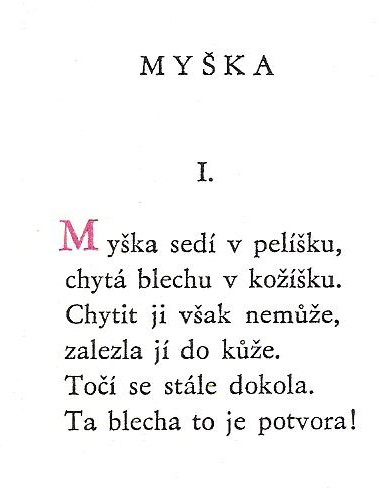 MYŠKA
I.
Myška sedí v pelíšku,
chytá blechu v kožíšku.
Chytit ji však nemůže,
zalezla jí do kůže.
Točí se stále dokola.
Ta blecha to je potvora!